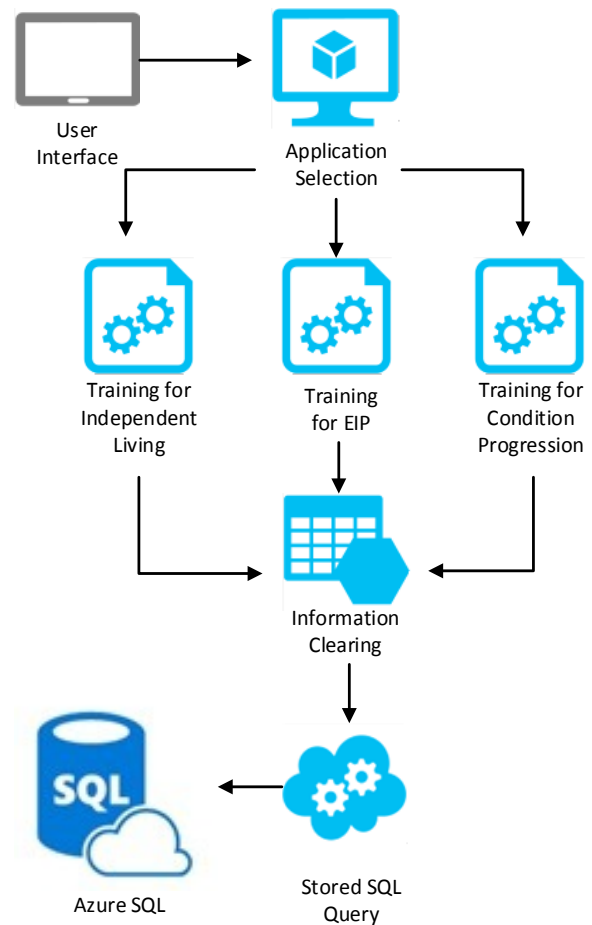 User
Interface
Application
Selection
Training for
Independent
Living
Training
for EIP
Training for
Condition
Progression
Information
Clearing
SQL
Azure SQL
Stored SQL
Query